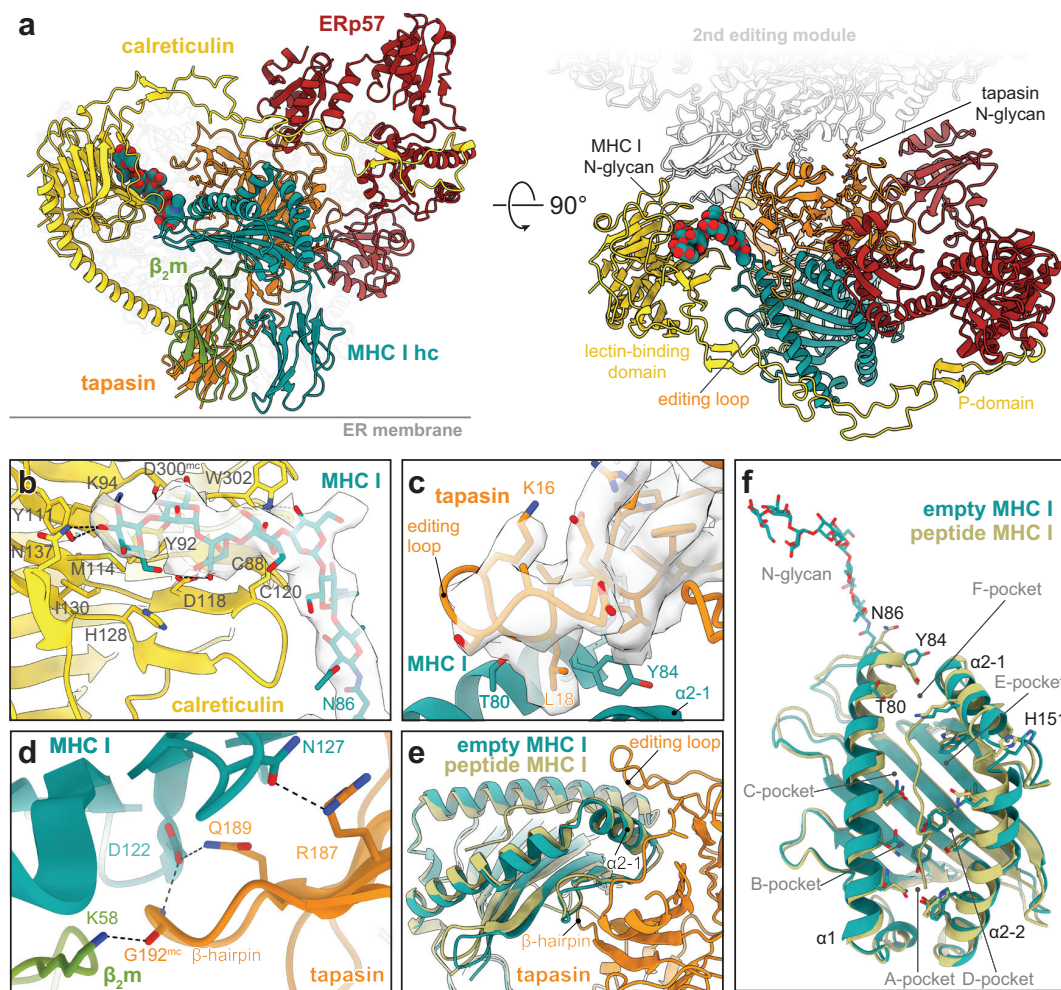 a
ERp57
calreticulin
β₂m
MHC I hc
tapasin
ER membrane
90°
2nd editing module
tapasin
N-glycan
MHC I
N-glycan
lectin-binding
domain
editing loop
P-domain
b
D300ᵐᶜ
W302
MHC I
K94
Y111
Y92
N137
M114
C88
C120
I130
D118
H128
N86
calreticulin
c
K16
tapasin
editing
loop
MHC I
Y84
T80
L18
α2-1
d
MHC I
N127
Q189
D122
R187
K58
G192ᵐᶜ
β-hairpin
β₂m
tapasin
e
empty MHC I
peptide MHC I
editing loop
α2-1
β-hairpin
tapasin
f
empty MHC I
peptide MHC I
N-glycan
F-pocket
N86
Y84
α2-1
E-pocket
T80
H151
C-pocket
B-pocket
α1
α2-2
A-pocket
D-pocket